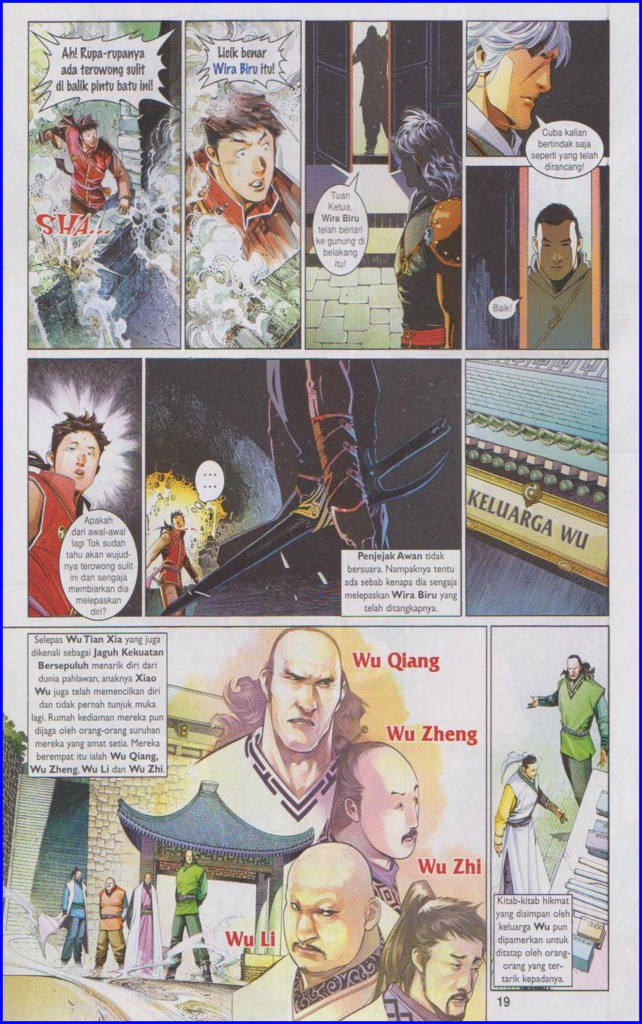 Ah! Rupa-rupanya
ada terowong sulit
di balik pintu batu ini!
SHA...
Licik benar
Wira Biru itu!
Tuan
Ketua,
Wira Biru
telah berlari
ke gunung di
belakang
itu!
Cuba kalian
bertindak saja
seperti yang telah
dirancang!
Baik!
Apakah
dari awal-awal
lagi Tok sudah
tahu akan wujud-
nya terowong sulit
ini dan sengaja
membiarkan dia
melepaskan
diri?
...
...
Penjejak Awan tidak
bersuara. Nampaknya tentu
ada sebab kenapa dia sengaja
melepaskan Wira Biru yang
telah ditangkapnya.
KELUARGA WU
Selepas Wu Tian Xia yang juga
dikenali sebagai Jaguh Kekuatan
Bersepuluh menarik diri dari
dunia pahlawan, anaknya Xiao
Wu juga telah memencilkan diri
dan tidak pernah tunjuk muka
lagi. Rumah kediaman mereka pun
dijaga oleh orang-orang suruhan
mereka yang amat setia. Mereka
berempat itu ialah Wu Qiang,
Wu Zheng, Wu Li dan Wu Zhi.
Wu Qiang
Wu Zheng
Wu Zhi
Wu Li
Kitab-kitab hikmat
yang disimpan oleh
keluarga Wu pun
dipamerkan untuk
ditatap oleh orang-
orang yang ter-
tarik kepadanya.
19